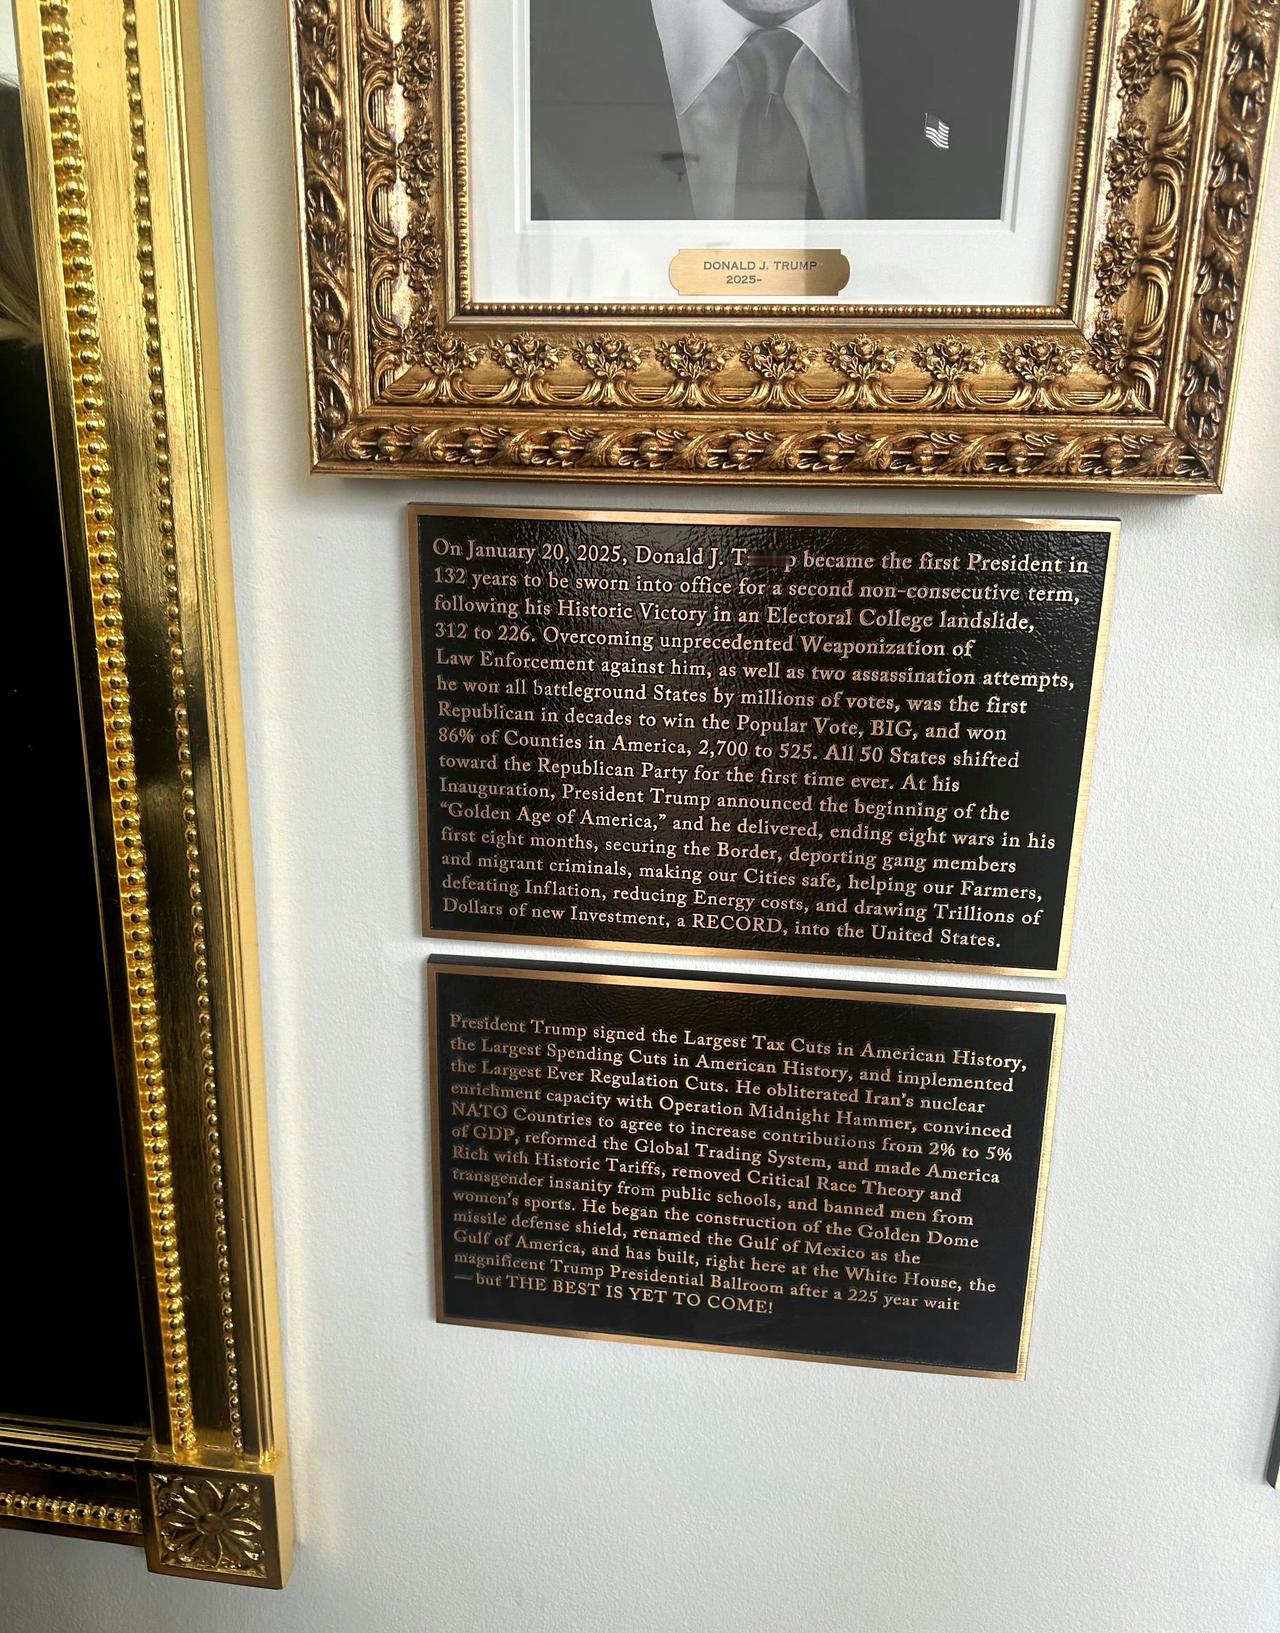 DONALD J. TRUMP
2025-
On January 20, 2025, Donald J. became the first President in
132 years to be sworn into office for a second non-consecutive term,
following his Historic Victory in an Electoral College landslide,
312 to 226. Overcoming unprecedented Weaponization of
Law Enforcement against him, as well as two assassination attempts,
he won all battleground States by millions of votes, was the first
Republican in decades to win the Popular Vote, BIG, and won
86% of Counties in America, 2,700 to 525. All 50 States shifted
toward the Republican Party for the first time ever. At his
Inauguration, President Trump announced the beginning of the
“Golden Age of America,” and he delivered, ending eight wars in his
first eight months, securing the Border, deporting gang members
and migrant criminals, making our Cities safe, helping our Farmers,
defeating Inflation, reducing Energy costs, and drawing Trillions of
Dollars of new Investment, a RECORD, into the United States.
President Trump signed the Largest Tax Cuts in American History,
the Largest Spending Cuts in American History, and implemented
the Largest Ever Regulation Cuts. He obliterated Iran’s nuclear
enrichment capacity with Operation Midnight Hammer, convinced
NATO Countries to agree to increase contributions from 2% to 5%
of GDP, reformed the Global Trading System, and made America
Rich with Historic Tariffs, removed Critical Race Theory and
transgender insanity from public schools, and banned men from
women’s sports. He began the construction of the Golden Dome
missile defense shield, renamed the Gulf of Mexico as the
Gulf of America, and has built, right here at the White House, the
magnificent Trump Presidential Ballroom after a 225 year wait
—but THE BEST IS YET TO COME!